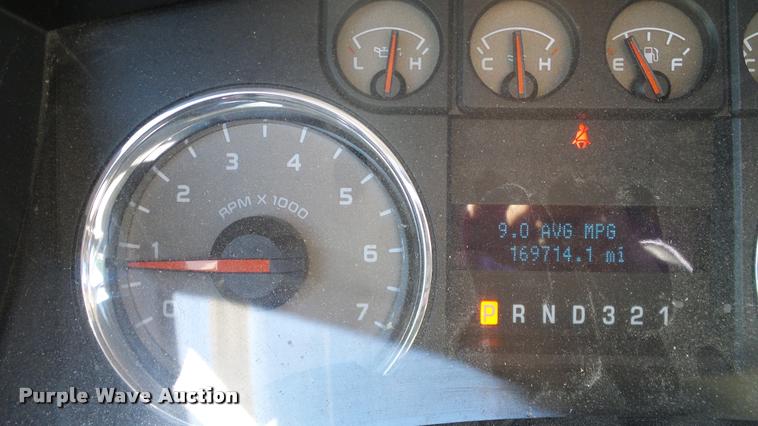 L H
C H
E F
C
0 1 2 3 4 5 6 7
RPM X 1000
9.0 AVG MPG
169714.1 mi
P R N D 3 2 1
Purple Wave Auction